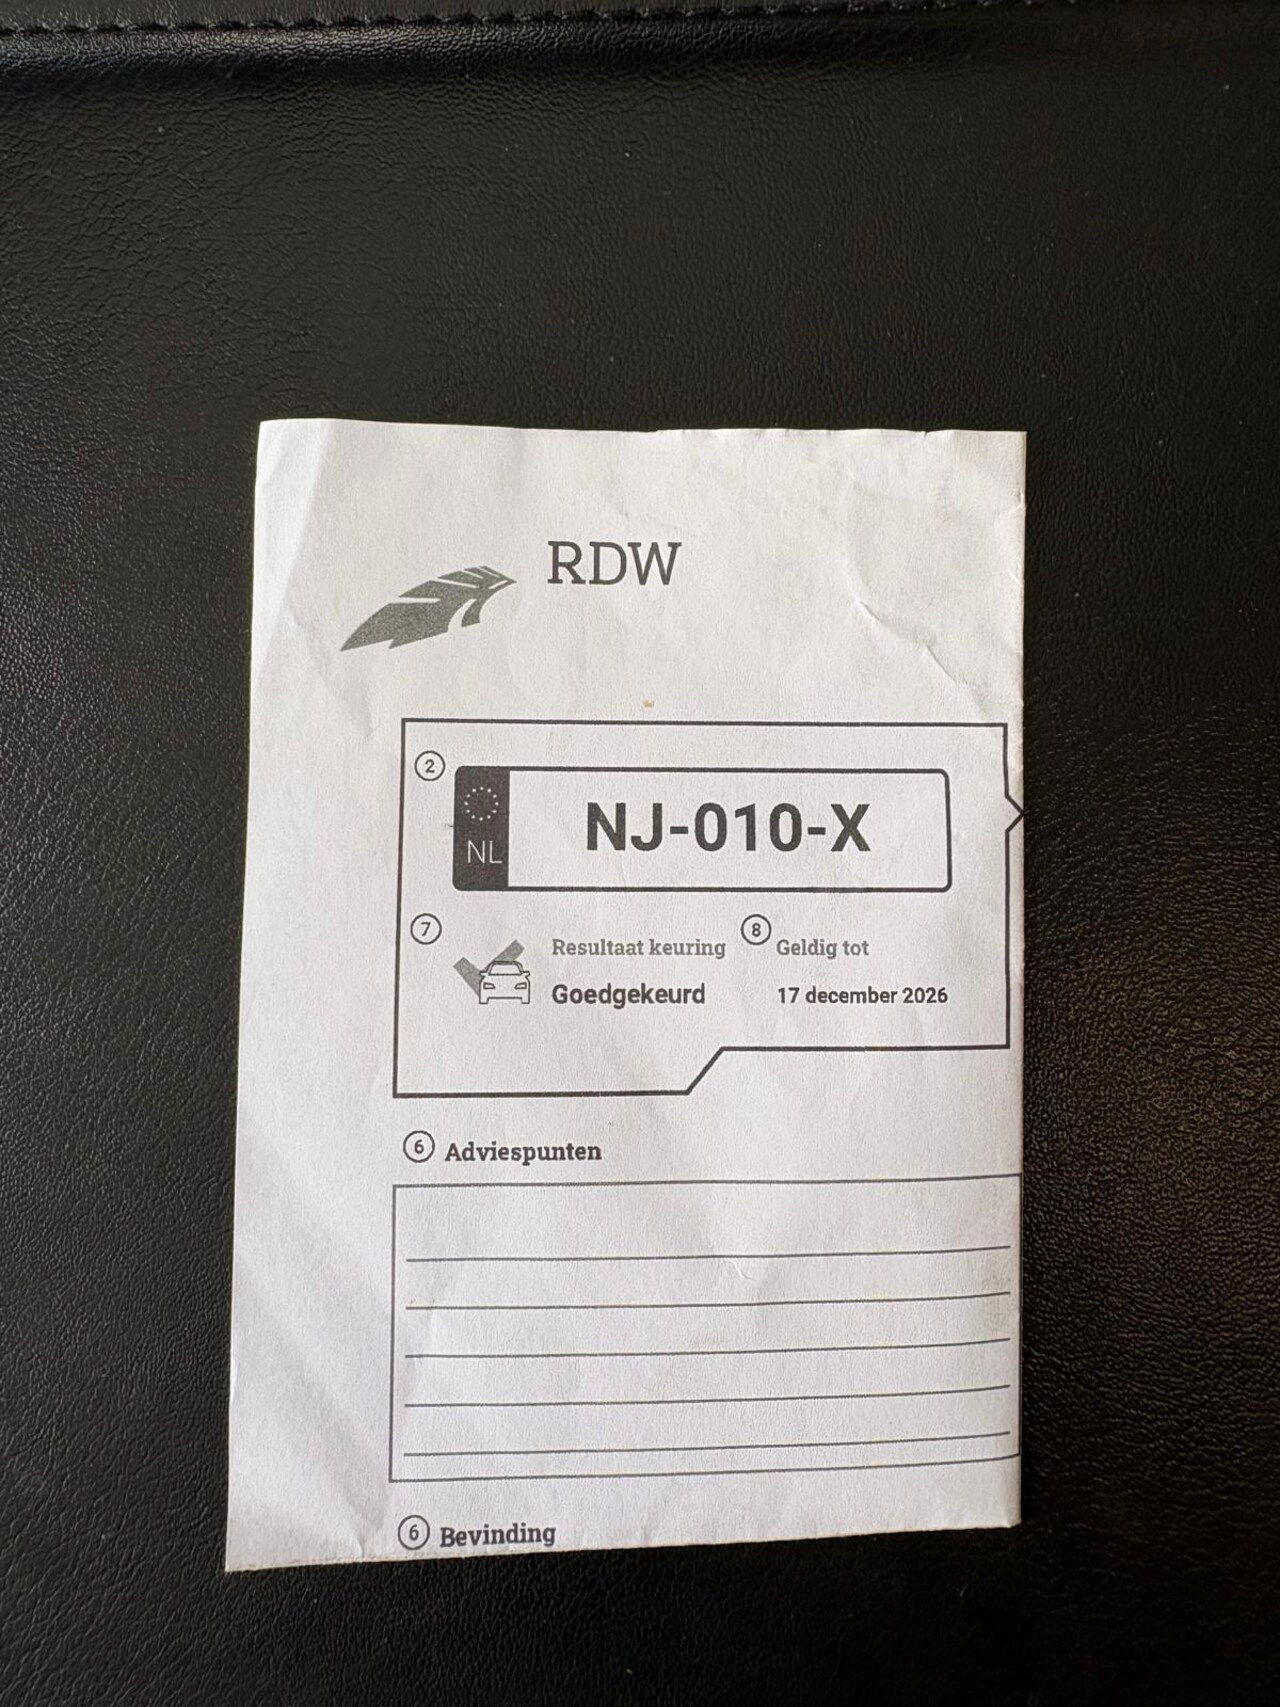 RDW
2
NL
NJ-010-X
7 Resultaat keuring 8 Geldig tot
Goedgekeurd 17 december 2026
6 Adviespunten
6 Bevinding